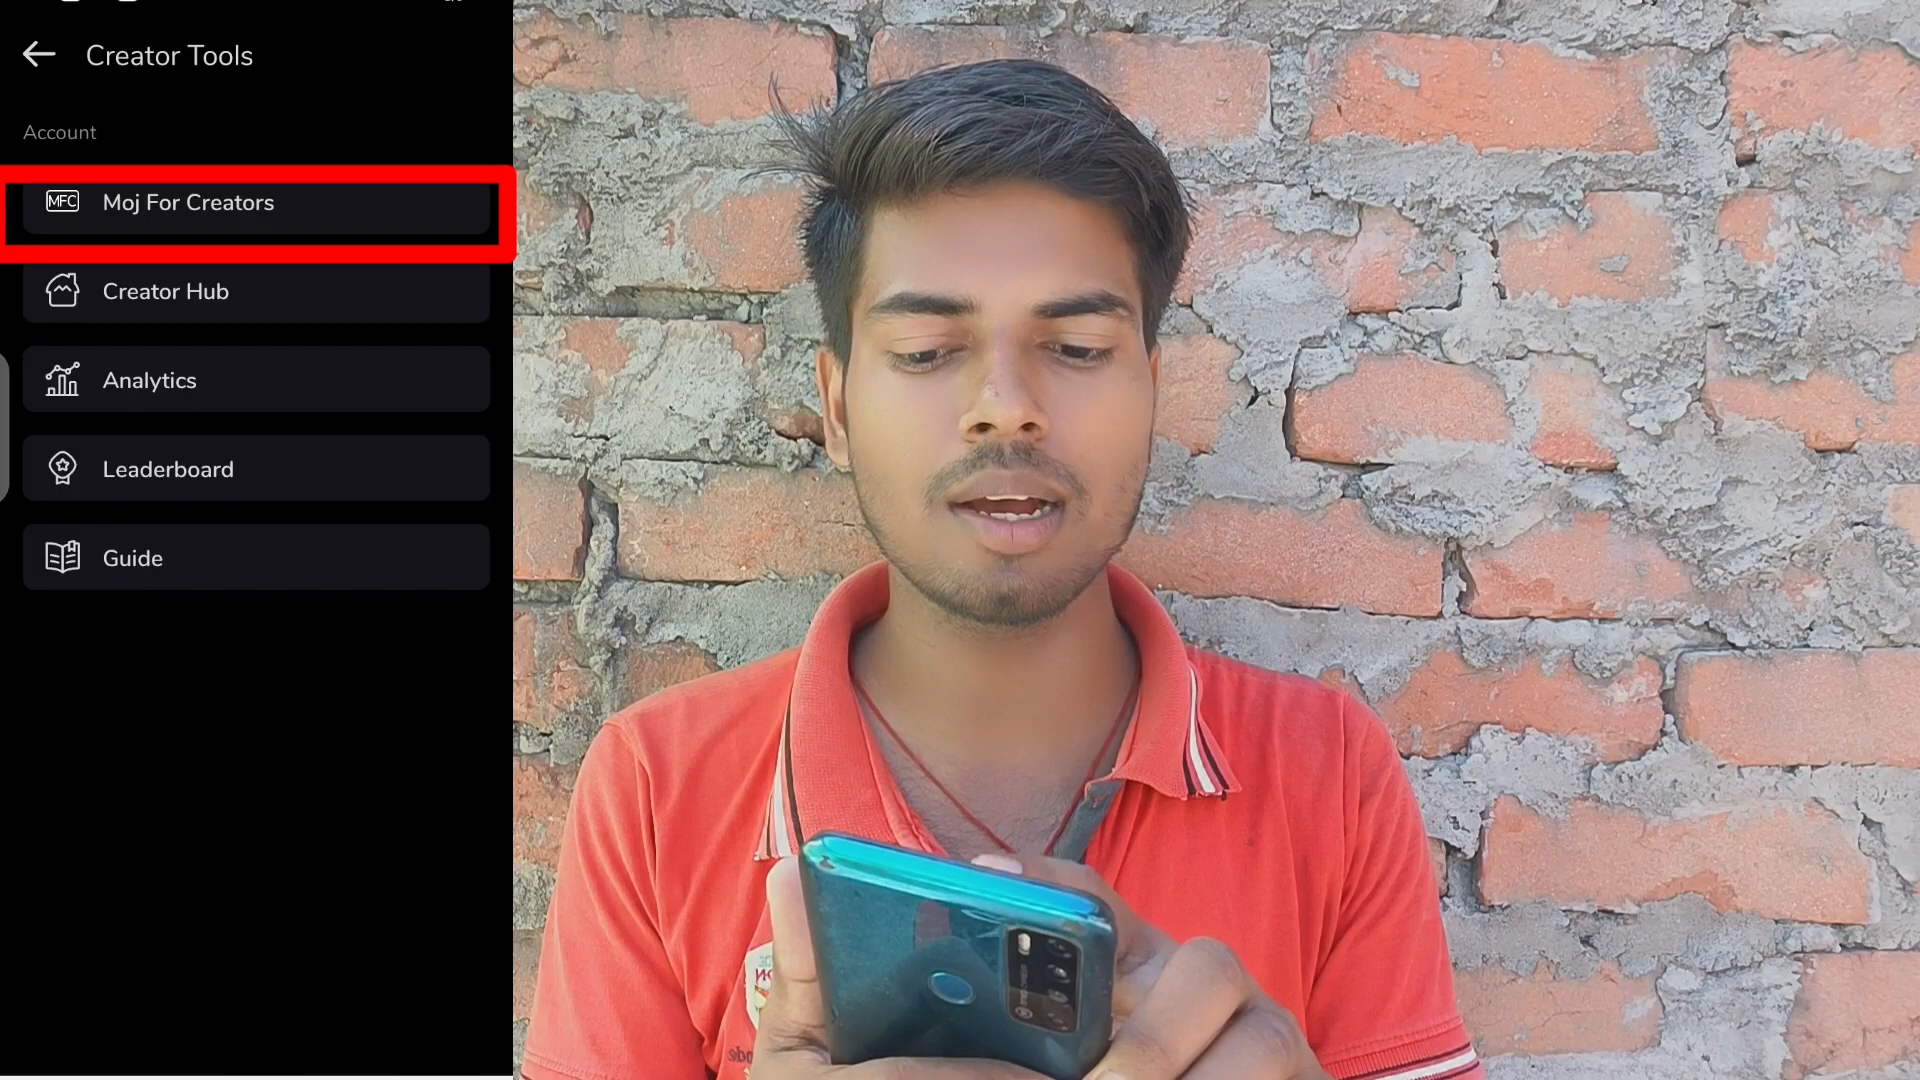 Creator Tools
Account
MFC Moj For Creators
Creator Hub
Analytics
Leaderboard
Guide